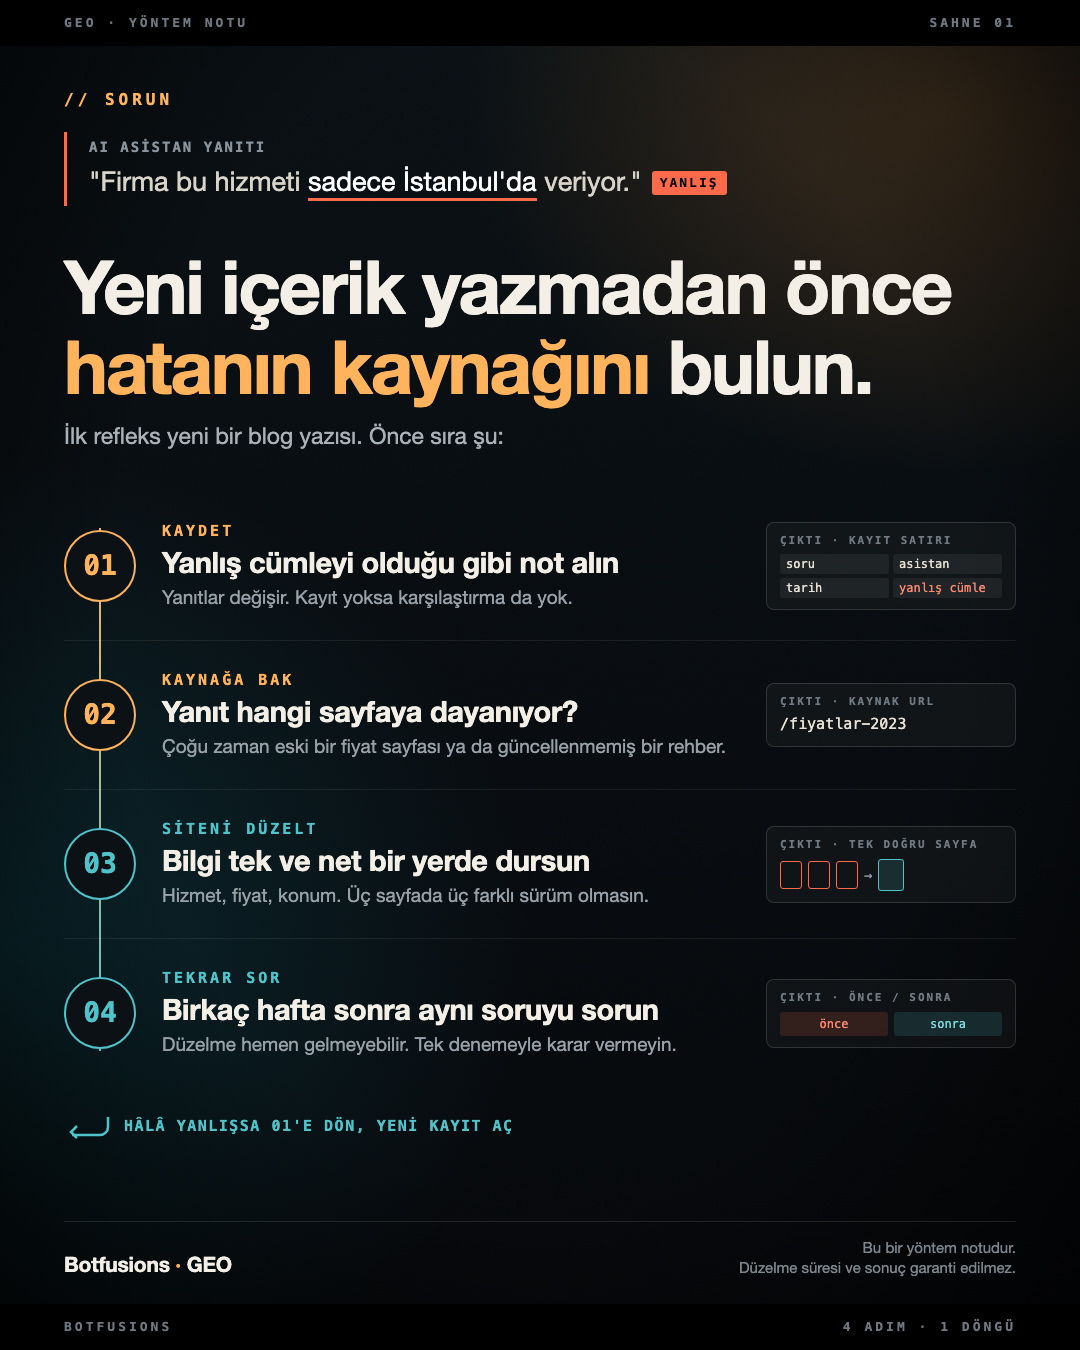 GEO · YÖNTEM NOTU
SAHNE 01
// SORUN
AI ASİSTAN YANITI
"Firma bu hizmeti sadece İstanbul'da veriyor." YANLIŞ
Yeni içerik yazmadan önce
hatanın kaynağını bulun.
İlk refleks yeni bir blog yazısı. Önce sıra şu:
01
KAYDET
Yanlış cümleyi olduğu gibi not alın
Yanıtlar değişir. Kayıt yoksa karşılaştırma da yok.
ÇIKTI · KAYIT SATIRI
soru asistan
tarih yanlış cümle
02
KAYNAĞA BAK
Yanıt hangi sayfaya dayanıyor?
Çoğu zaman eski bir fiyat sayfası ya da güncellenmemiş bir rehber.
ÇIKTI · KAYNAK URL
/fiyatlar-2023
03
SİTENİ DÜZELT
Bilgi tek ve net bir yerde dursun
Hizmet, fiyat, konum. Üç sayfada üç farklı sürüm olmasın.
ÇIKTI · TEK DOĞRU SAYFA
→
04
TEKRAR SOR
Birkaç hafta sonra aynı soruyu sorun
Düzelme hemen gelmeyebilir. Tek denemeyle karar vermeyin.
ÇIKTI · ÖNCE / SONRA
önce sonra
HÂLÂ YANLIŞSA 01'E DÖN, YENİ KAYIT AÇ
Botfusions · GEO
Bu bir yöntem notudur.
Düzelme süresi ve sonuç garanti edilmez.
BOTFUSIONS
4 ADIM · 1 DÖNGÜ